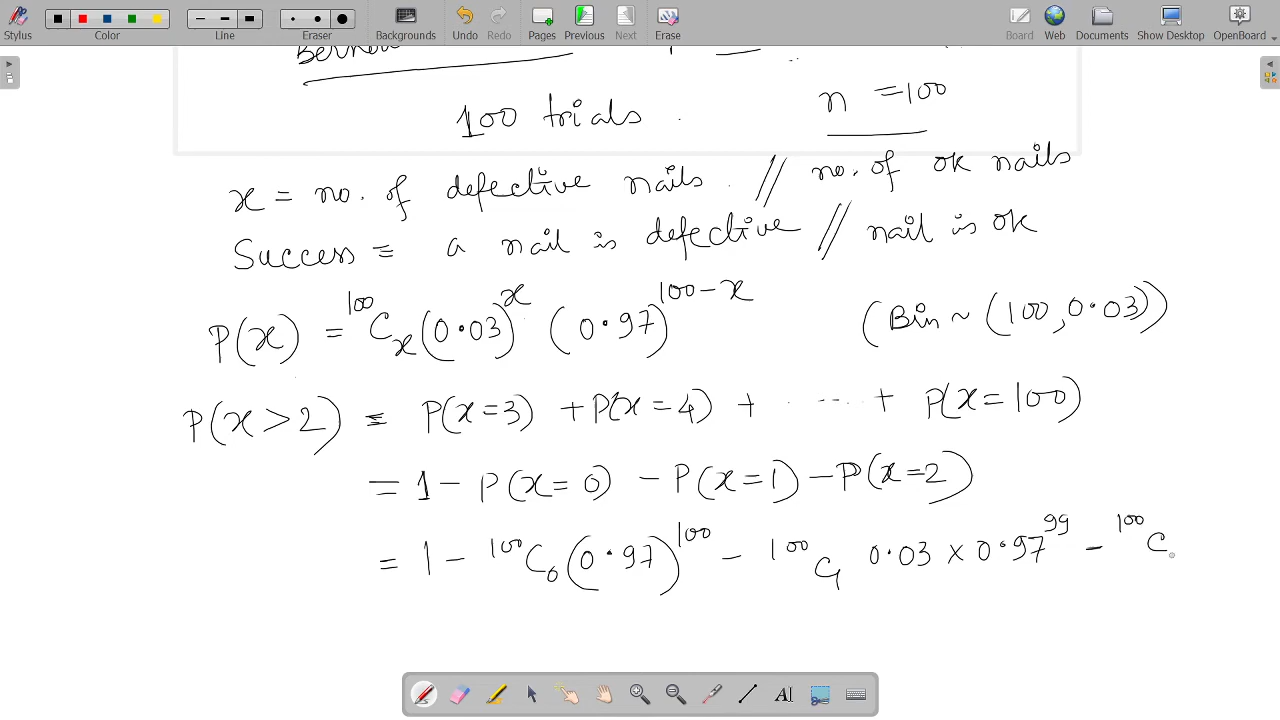 Stylus Color Line Eraser Backgrounds Undo Redo Pages Previous Next Erase Board Web Documents Show Desktop OpenBoard
100 trials. n = 100
x = no. of defective nails. // no. of ok nails
Success = a nail is defective // nail is ok
P(x) = ¹⁰⁰Cₓ(0.03)ˣ (0.97)¹⁰⁰⁻ˣ (Bin ~ (100, 0.03))
P(x > 2) = P(x=3) + P(x=4) + ..... + P(x=100)
= 1 - P(x=0) - P(x=1) - P(x=2)
= 1 - ¹⁰⁰C₀(0.97)¹⁰⁰ - ¹⁰⁰C₁ 0.03 × 0.97⁹⁹ - ¹⁰⁰C